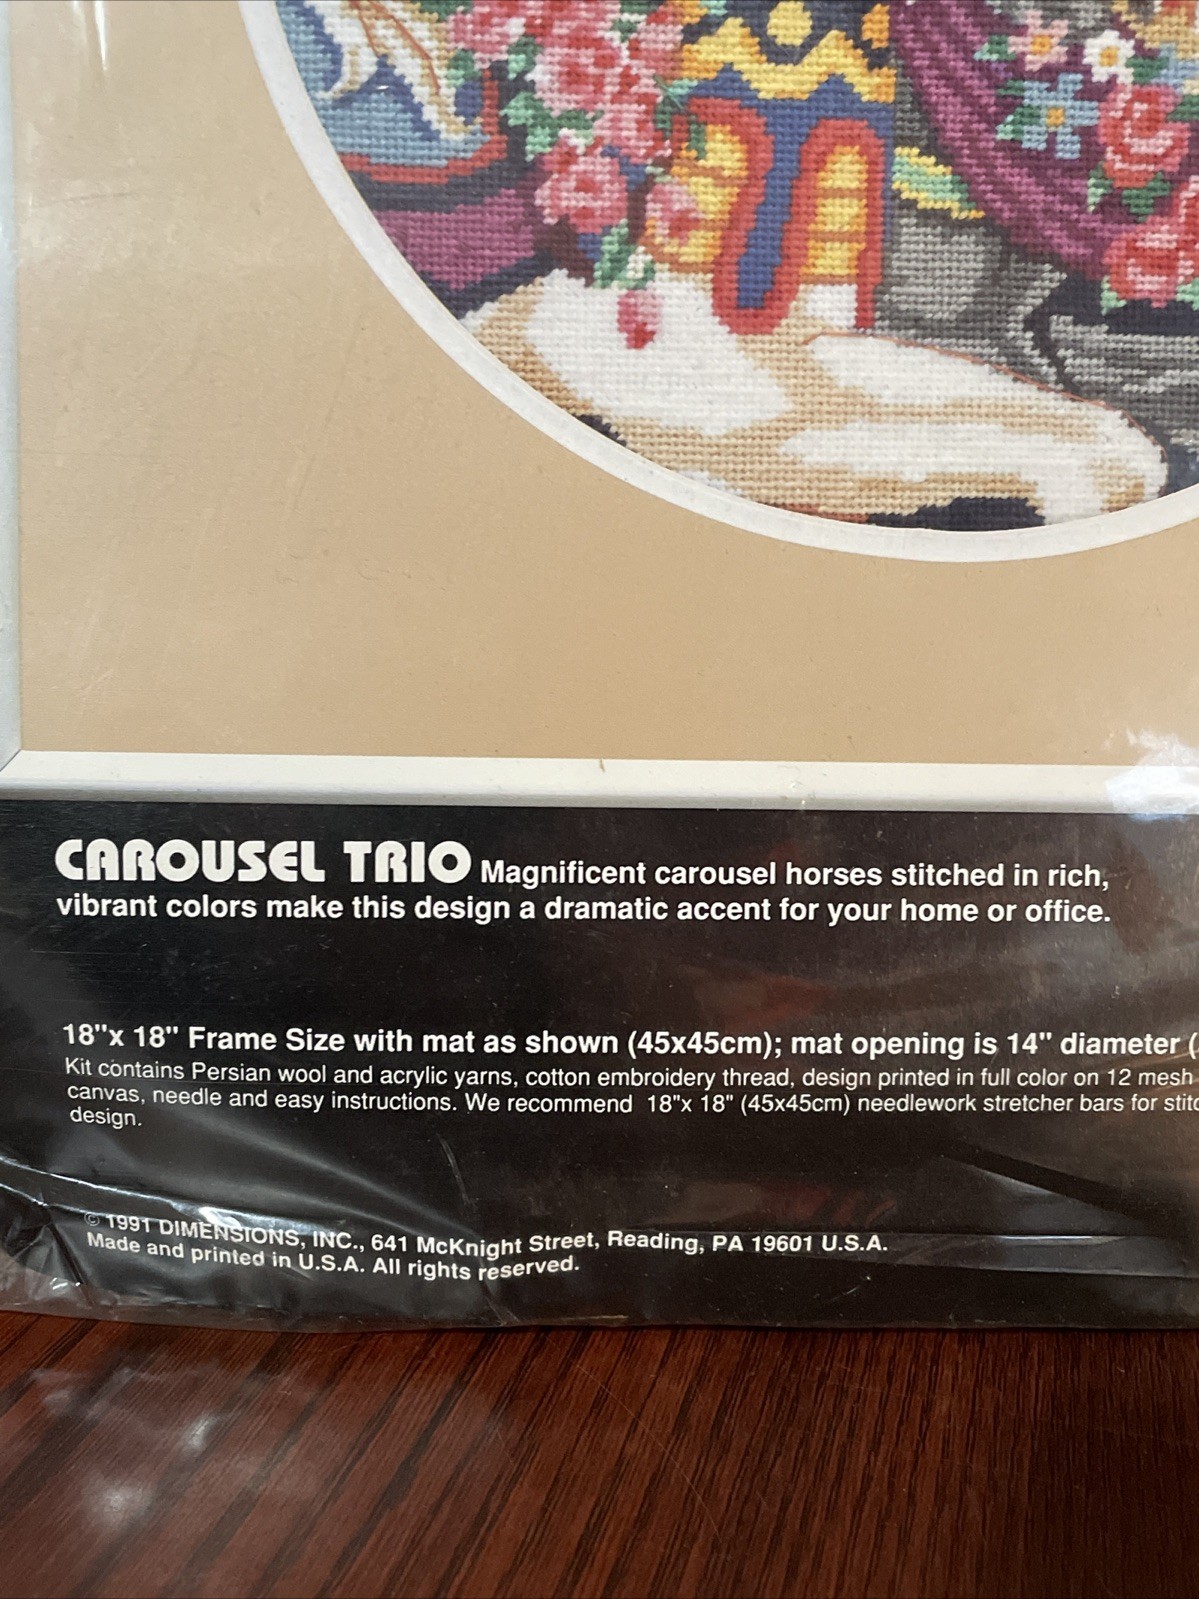 CAROUSEL TRIO Magnificent carousel horses stitched in rich,
vibrant colors make this design a dramatic accent for your home or office.
18"x 18" Frame Size with mat as shown (45x45cm); mat opening is 14" diameter (
Kit contains Persian wool and acrylic yarns, cotton embroidery thread, design printed in full color on 12 mesh
canvas, needle and easy instructions. We recommend 18"x 18" (45x45cm) needlework stretcher bars for
design.
© 1991 DIMENSIONS, INC., 641 McKnight Street, Reading, PA 19601 U.S.A.
Made and printed in U.S.A. All rights reserved.